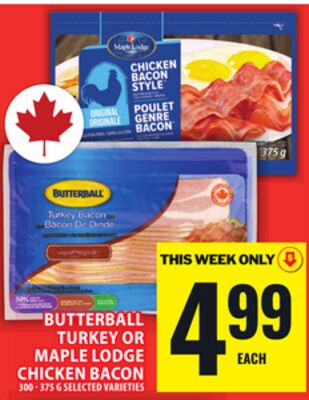 Maple Lodge
CHICKEN
BACON
STYLE
ORIGINAL
ORIGINALE
POULET
GENRE
BACON
375 g
BUTTERBALL
Turkey Bacon
Bacon De Dinde
50%
THIS WEEK ONLY
4.99
EACH
BUTTERBALL
TURKEY OR
MAPLE LODGE
CHICKEN BACON
300 - 375 G SELECTED VARIETIES